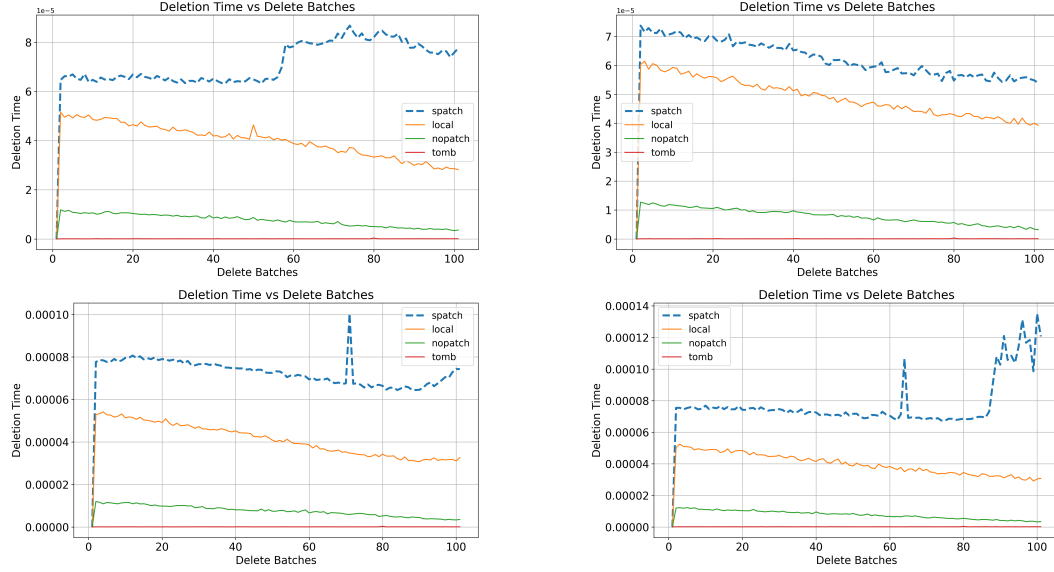 Deletion Time vs Delete Batches
1e−5
8
6
4
2
0
Deletion Time
spatch
local
nopatch
tomb
0 20 40 60 80 100
Delete Batches
Deletion Time vs Delete Batches
1e−5
7
6
5
4
3
2
1
0
Deletion Time
spatch
local
nopatch
tomb
0 20 40 60 80 100
Delete Batches
Deletion Time vs Delete Batches
0.00010
0.00008
0.00006
0.00004
0.00002
0.00000
Deletion Time
spatch
local
nopatch
tomb
0 20 40 60 80 100
Delete Batches
Deletion Time vs Delete Batches
0.00014
0.00012
0.00010
0.00008
0.00006
0.00004
0.00002
0.00000
Deletion Time
spatch
local
nopatch
tomb
0 20 40 60 80 100
Delete Batches